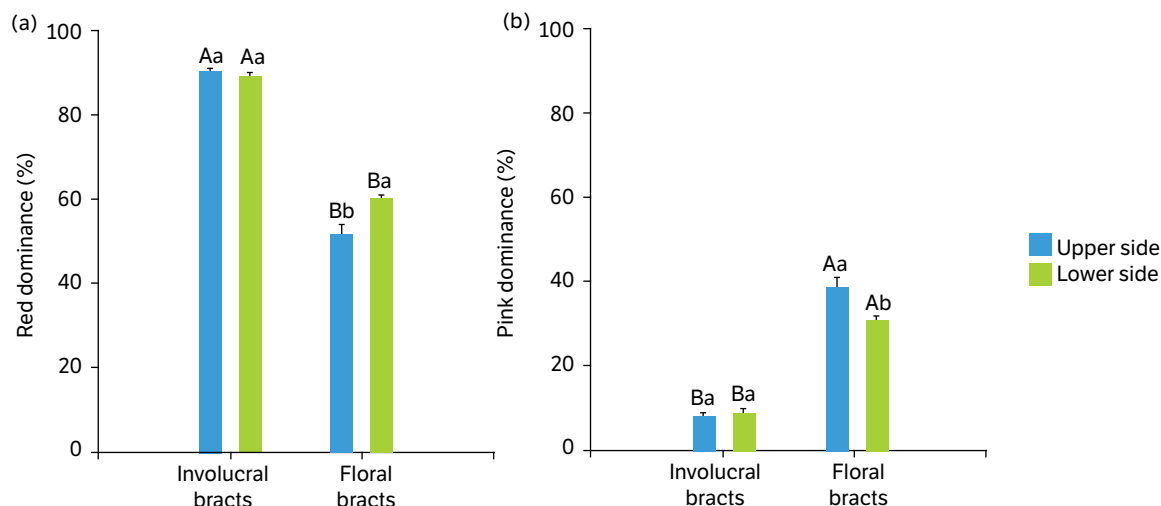 (a)
Red dominance (%)
100
80
60
40
20
0
Aa Aa
Bb Ba
Involucral
bracts
Floral
bracts
(b)
Pink dominance (%)
100
80
60
40
20
0
Ba Ba
Aa Ab
Involucral
bracts
Floral
bracts
Upper side
Lower side